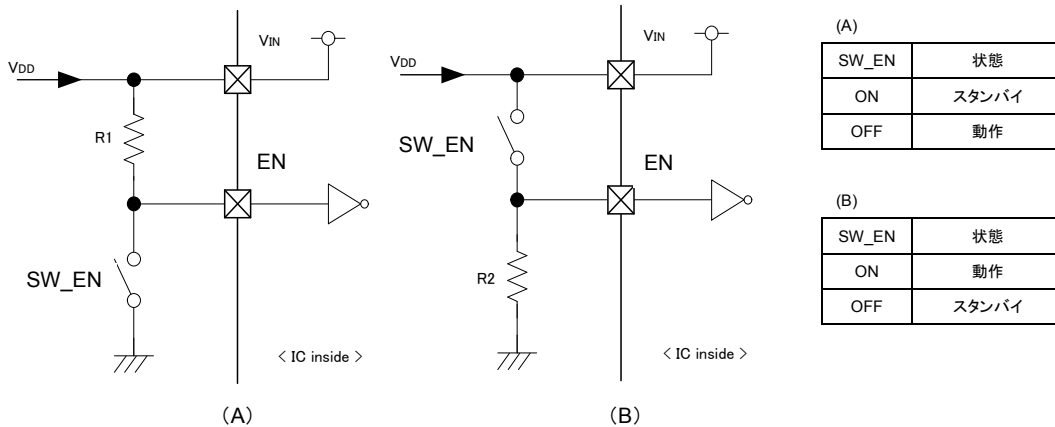 VDD
VIN
R1
EN
SW_EN
< IC inside >
(A)
VDD
VIN
SW_EN
EN
R2
< IC inside >
(B)
(A)
SW_EN 状態
ON スタンバイ
OFF 動作
(B)
SW_EN 状態
ON 動作
OFF スタンバイ